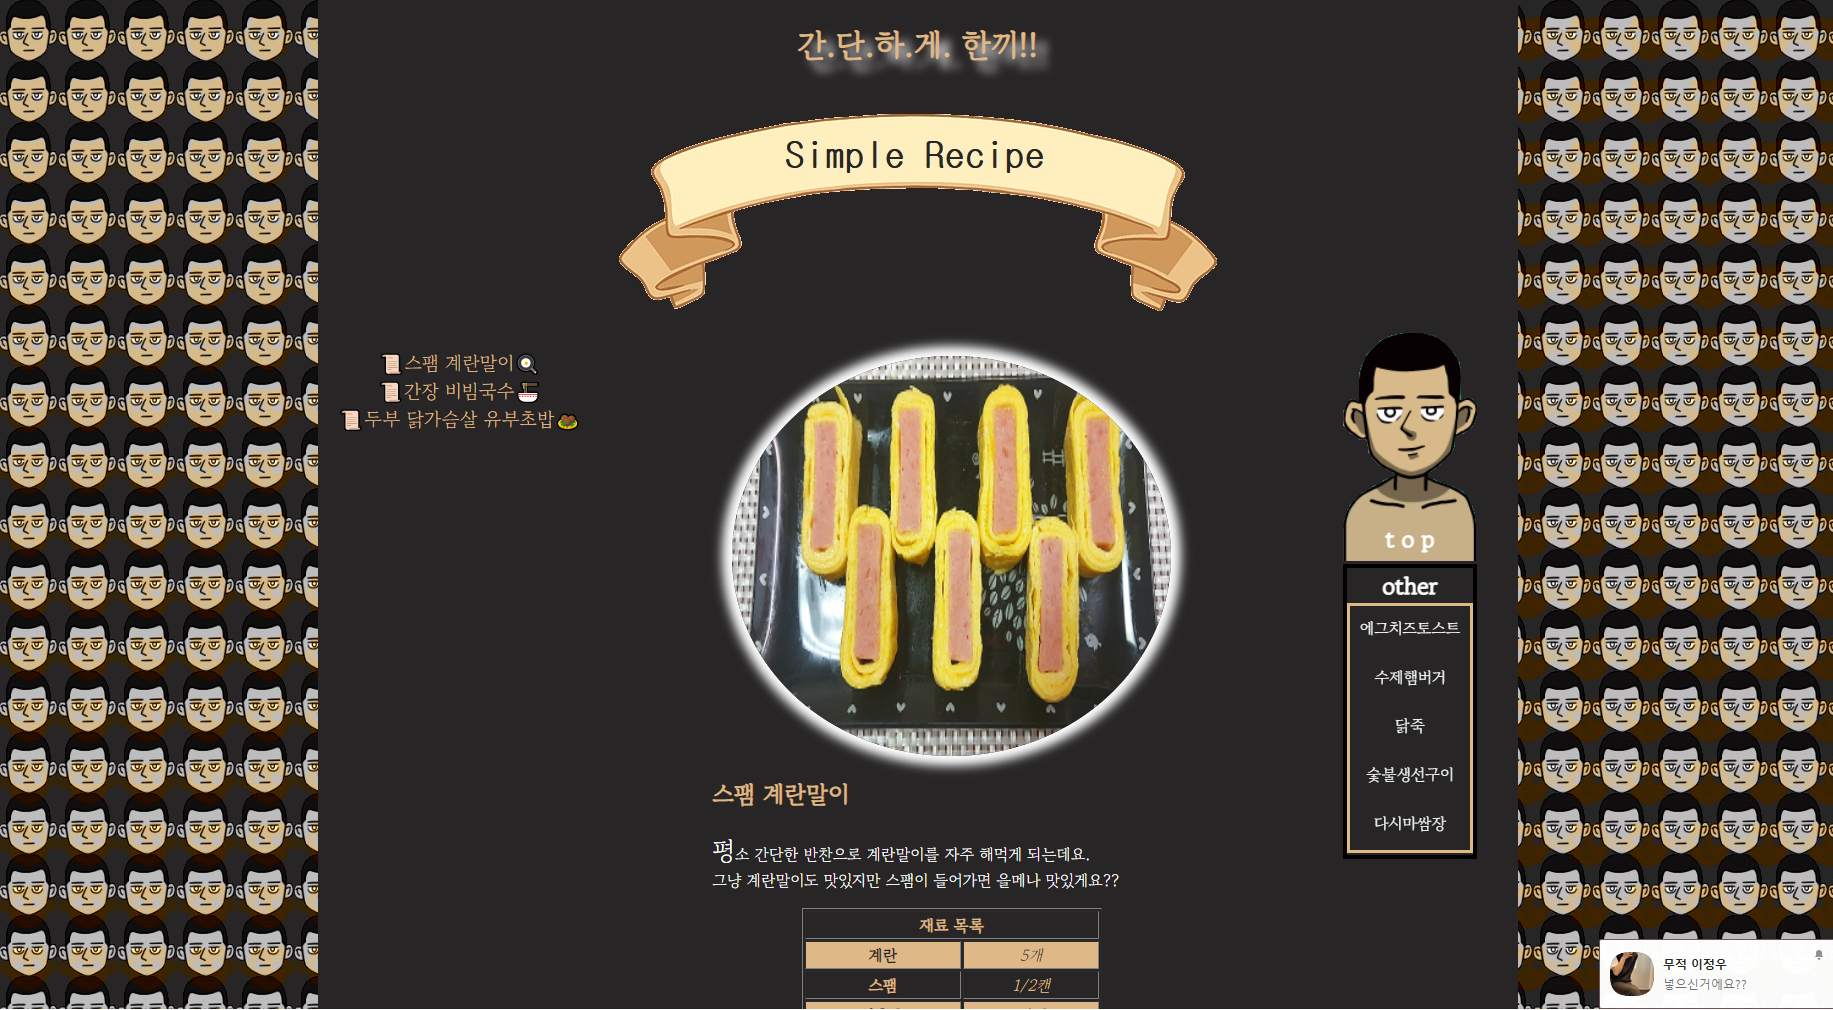 간.단.하.게. 한끼!!
Simple Recipe
스팸 계란말이
간장 비빔국수
두부 닭가슴살 유부초밥
top
other
에그치즈토스트
수제햄버거
닭죽
숯불생선구이
다시마쌈장
스팸 계란말이
평소 간단한 반찬으로 계란말이를 자주 해먹게 되는데요.
그냥 계란말이도 맛있지만 스팸이 들어가면 을메나 맛있게요??
재료 목록
계란 5개
스팸 1/2캔
무적 이정우
넣으신거에요??